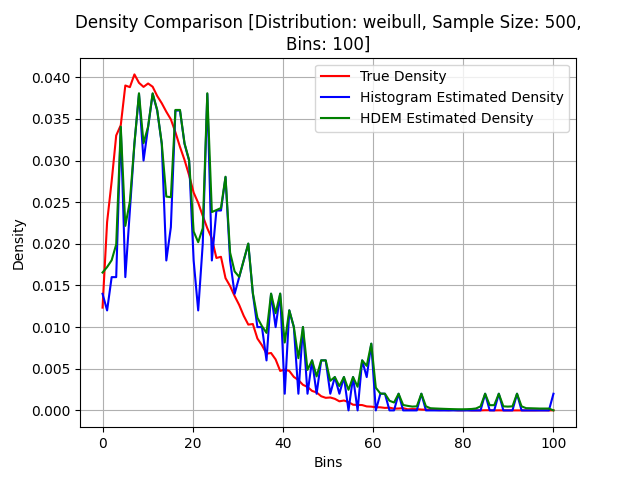 Density Comparison [Distribution: weibull, Sample Size: 500,
Bins: 100]
True Density
Histogram Estimated Density
HDEM Estimated Density
Density
0.040
0.035
0.030
0.025
0.020
0.015
0.010
0.005
0.000
0 20 40 60 80 100
Bins